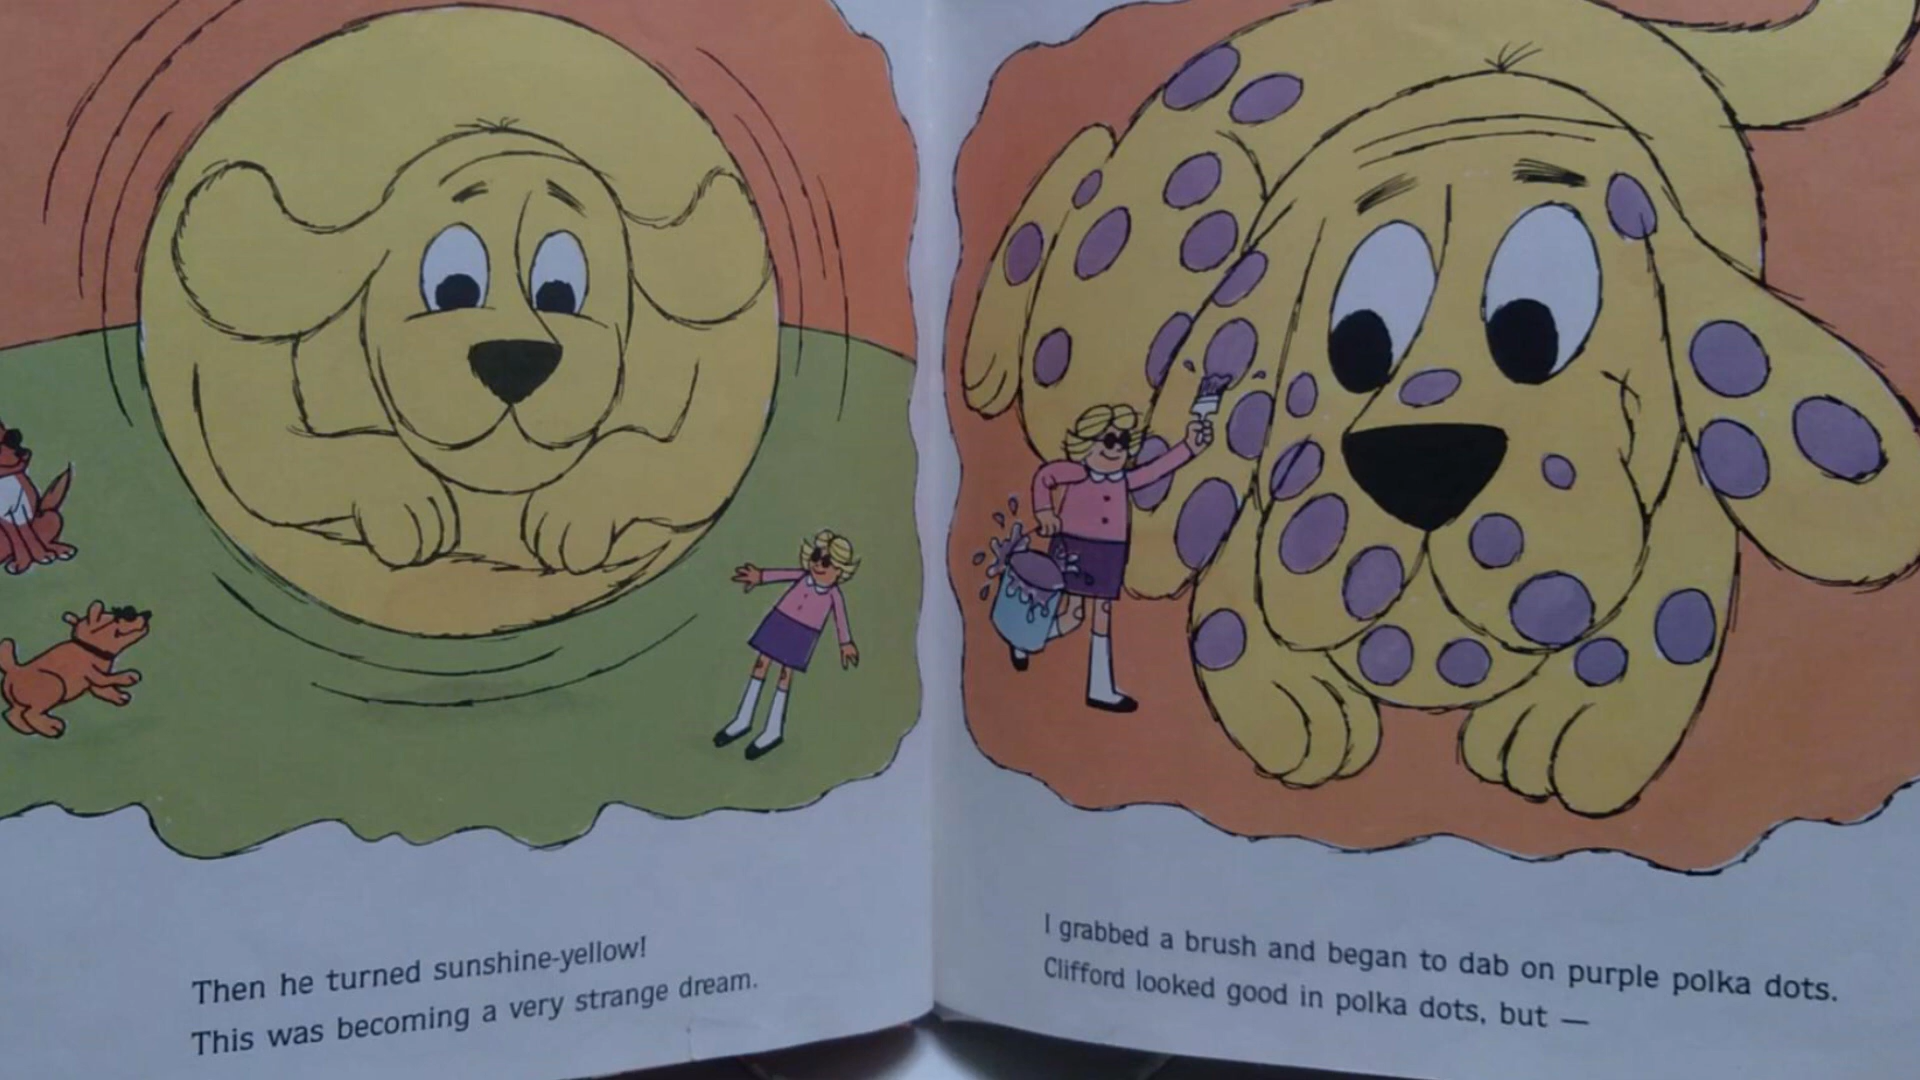 Then he turned sunshine-yellow!
This was becoming a very strange dream.
I grabbed a brush and began to dab on purple polka dots.
Clifford looked good in polka dots, but —